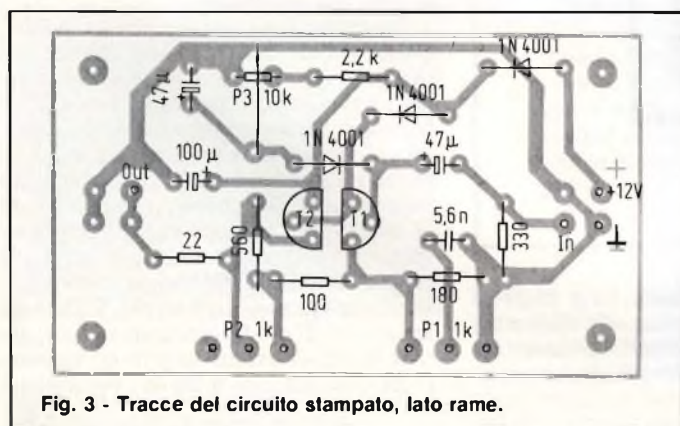 1N 4001
2,2 k
47µ
P3
10k
1N 4001
1N 4001
47µ
100 µ
Out
+
+12V
T2
T1
5,6n
560
330
In
22
100
180
P2
1k
P1
1k
Fig. 3 - Tracce del circuito stampato, lato rame.